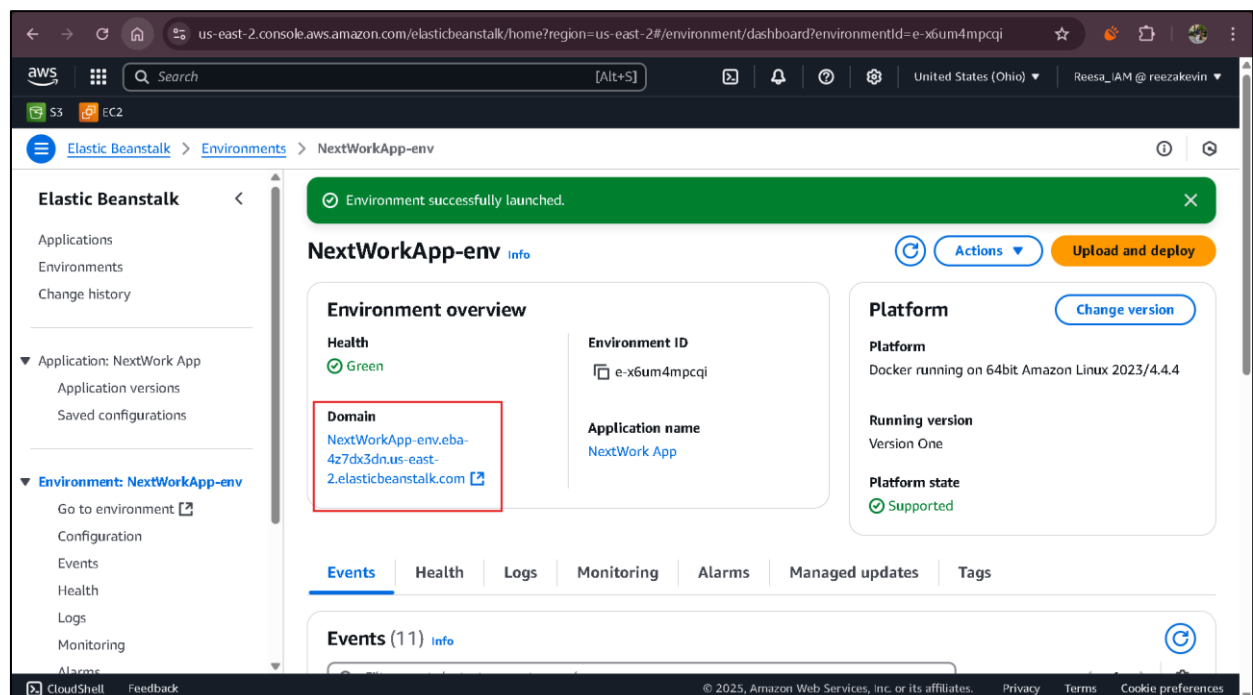 us-east-2.console.aws.amazon.com/elasticbeanstalk/home?region=us-east-2#/environment/dashboard?environmentId=e-x6um4mpcqi
aws
Search
[Alt+S]
United States (Ohio)
Reesa_IAM @ reezakevin
S3
EC2
Elastic Beanstalk > Environments > NextWorkApp-env
Elastic Beanstalk
Applications
Environments
Change history
Application: NextWork App
Application versions
Saved configurations
Environment: NextWorkApp-env
Go to environment
Configuration
Events
Health
Logs
Monitoring
Alarms
Environment successfully launched.
NextWorkApp-env Info
Actions
Upload and deploy
Environment overview
Health
Green
Domain
NextWorkApp-env.eba-
4z7dx3dn.us-east-
2.elasticbeanstalk.com
Environment ID
e-x6um4mpcqi
Application name
NextWork App
Platform
Change version
Platform
Docker running on 64bit Amazon Linux 2023/4.4.4
Running version
Version One
Platform state
Supported
Events Health Logs Monitoring Alarms Managed updates Tags
Events (11) Info
CloudShell Feedback
© 2025, Amazon Web Services, Inc. or its affiliates. Privacy Terms Cookie preferences